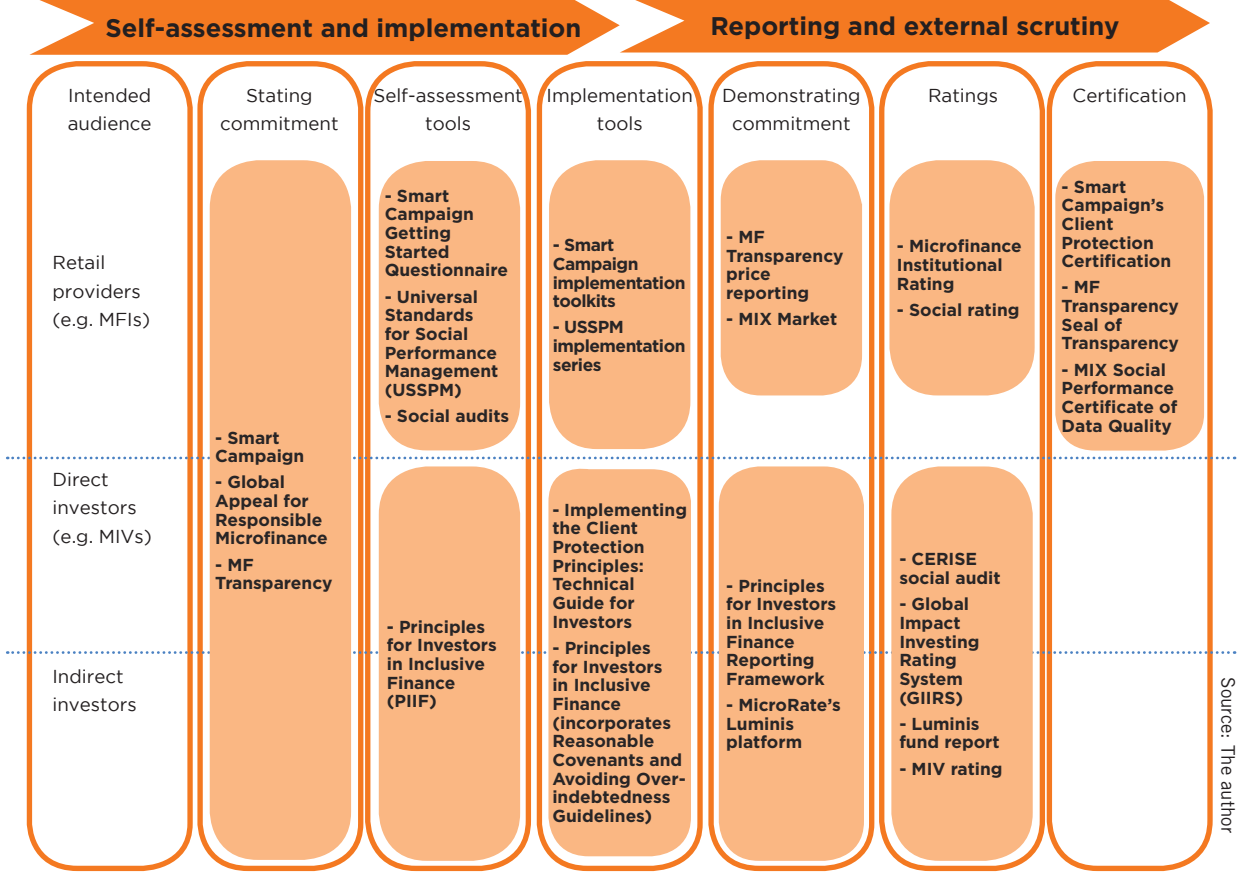 Self-assessment and implementation
Reporting and external scrutiny
Intended
audience
Stating
commitment
Self-assessment
tools
Implementation
tools
Demonstrating
commitment
Ratings
Certification
Retail
providers
(e.g. MFIs)
Direct
investors
(e.g. MIVs)
Indirect
investors
- Smart
Campaign
- Global
Appeal for
Responsible
Microfinance
- MF
Transparency
- Smart
Campaign
Getting
Started
Questionnaire
- Universal
Standards
for Social
Performance
Management
(USSPM)
- Social audits
- Principles
for Investors
in Inclusive
Finance
(PIIF)
- Smart
Campaign
implementation
toolkits
- USSPM
implementation
series
- Implementing
the Client
Protection
Principles:
Technical
Guide for
Investors
- Principles
for Investors
in Inclusive
Finance
(incorporates
Reasonable
Covenants and
Avoiding Over-
indebtedness
Guidelines)
- MF
Transparency
price
reporting
- MIX Market
- Principles
for Investors
in Inclusive
Finance
Reporting
Framework
- MicroRate's
Luminis
platform
- Microfinance
Institutional
Rating
- Social rating
- CERISE
social audit
- Global
Impact
Investing
Rating
System
(GIIRS)
- Luminis
fund report
- MIV rating
- Smart
Campaign's
Client
Protection
Certification
- MF
Transparency
Seal of
Transparency
- MIX Social
Performance
Certificate of
Data Quality
Source: The author